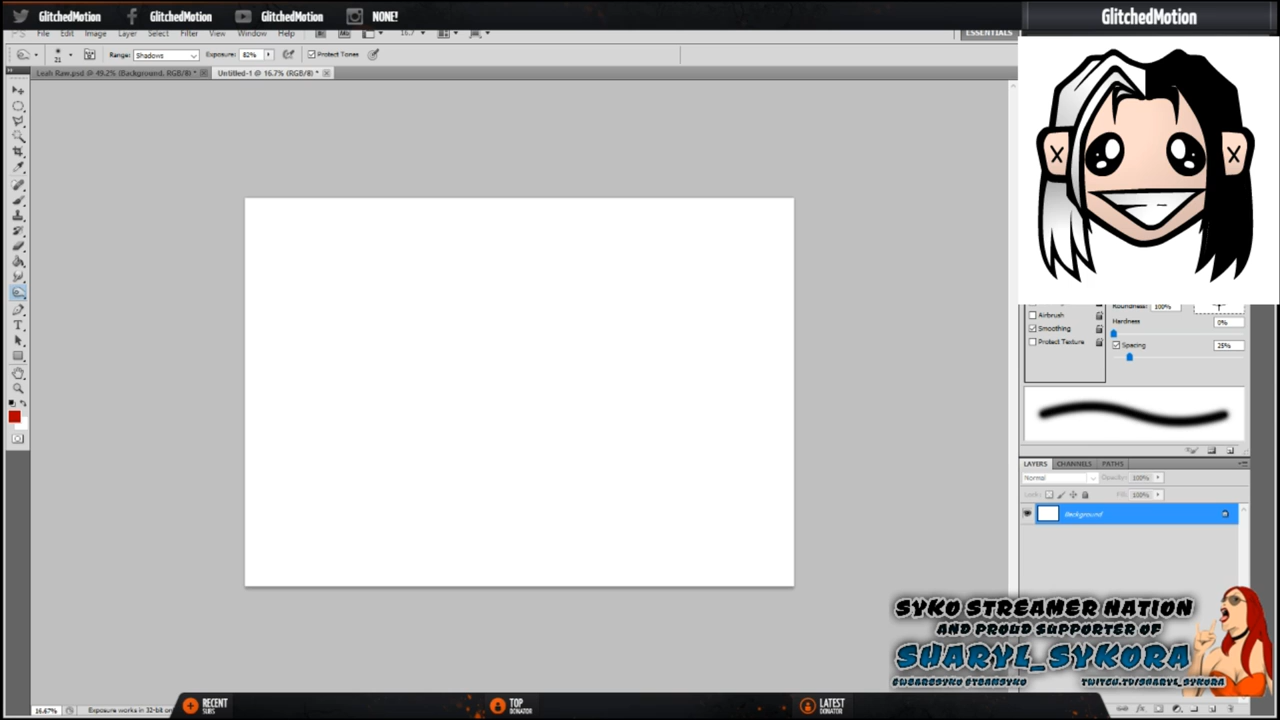 GlitchedMotion GlitchedMotion GlitchedMotion NONE! GlitchedMotion
File Edit Image Layer Select Filter View Window Help 16.7 ESSENTIALS
21 Range: Shadows Exposure: 82% Protect Tones
Leah Raw.psd @ 49.2% (Background, RGB/8) * Untitled-1 @ 16.7% (RGB/8) *
X X
Roundness: 100%
Airbrush
Hardness
Smoothing 0%
Protect Texture
Spacing 25%
LAYERS CHANNELS PATHS
Normal Opacity: 100%
Lock: Fill: 100%
Background
SYKO STREAMER NATION
AND PROUD SUPPORTER OF
SHARYL_SYKORA
@WEARESYKO @TEAMSYKO TWITCH.TV/SHARYL_SYKORA
16.67% Exposure works in 32-bit on
RECENT SUBS
TOP DONATOR
LATEST DONATOR